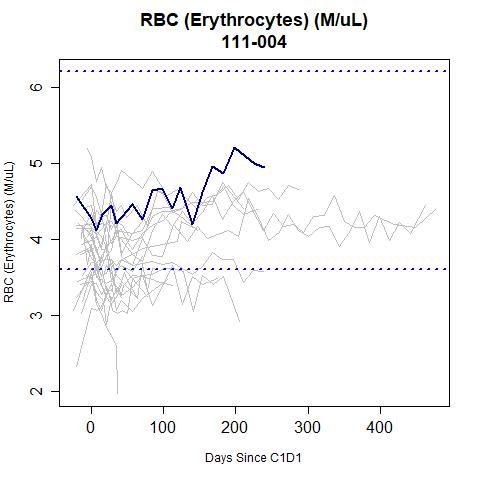 RBC (Erythrocytes) (M/uL)
111-004
RBC (Erythrocytes) (M/uL)
6
5
4
3
2
0 100 200 300 400
Days Since C1D1